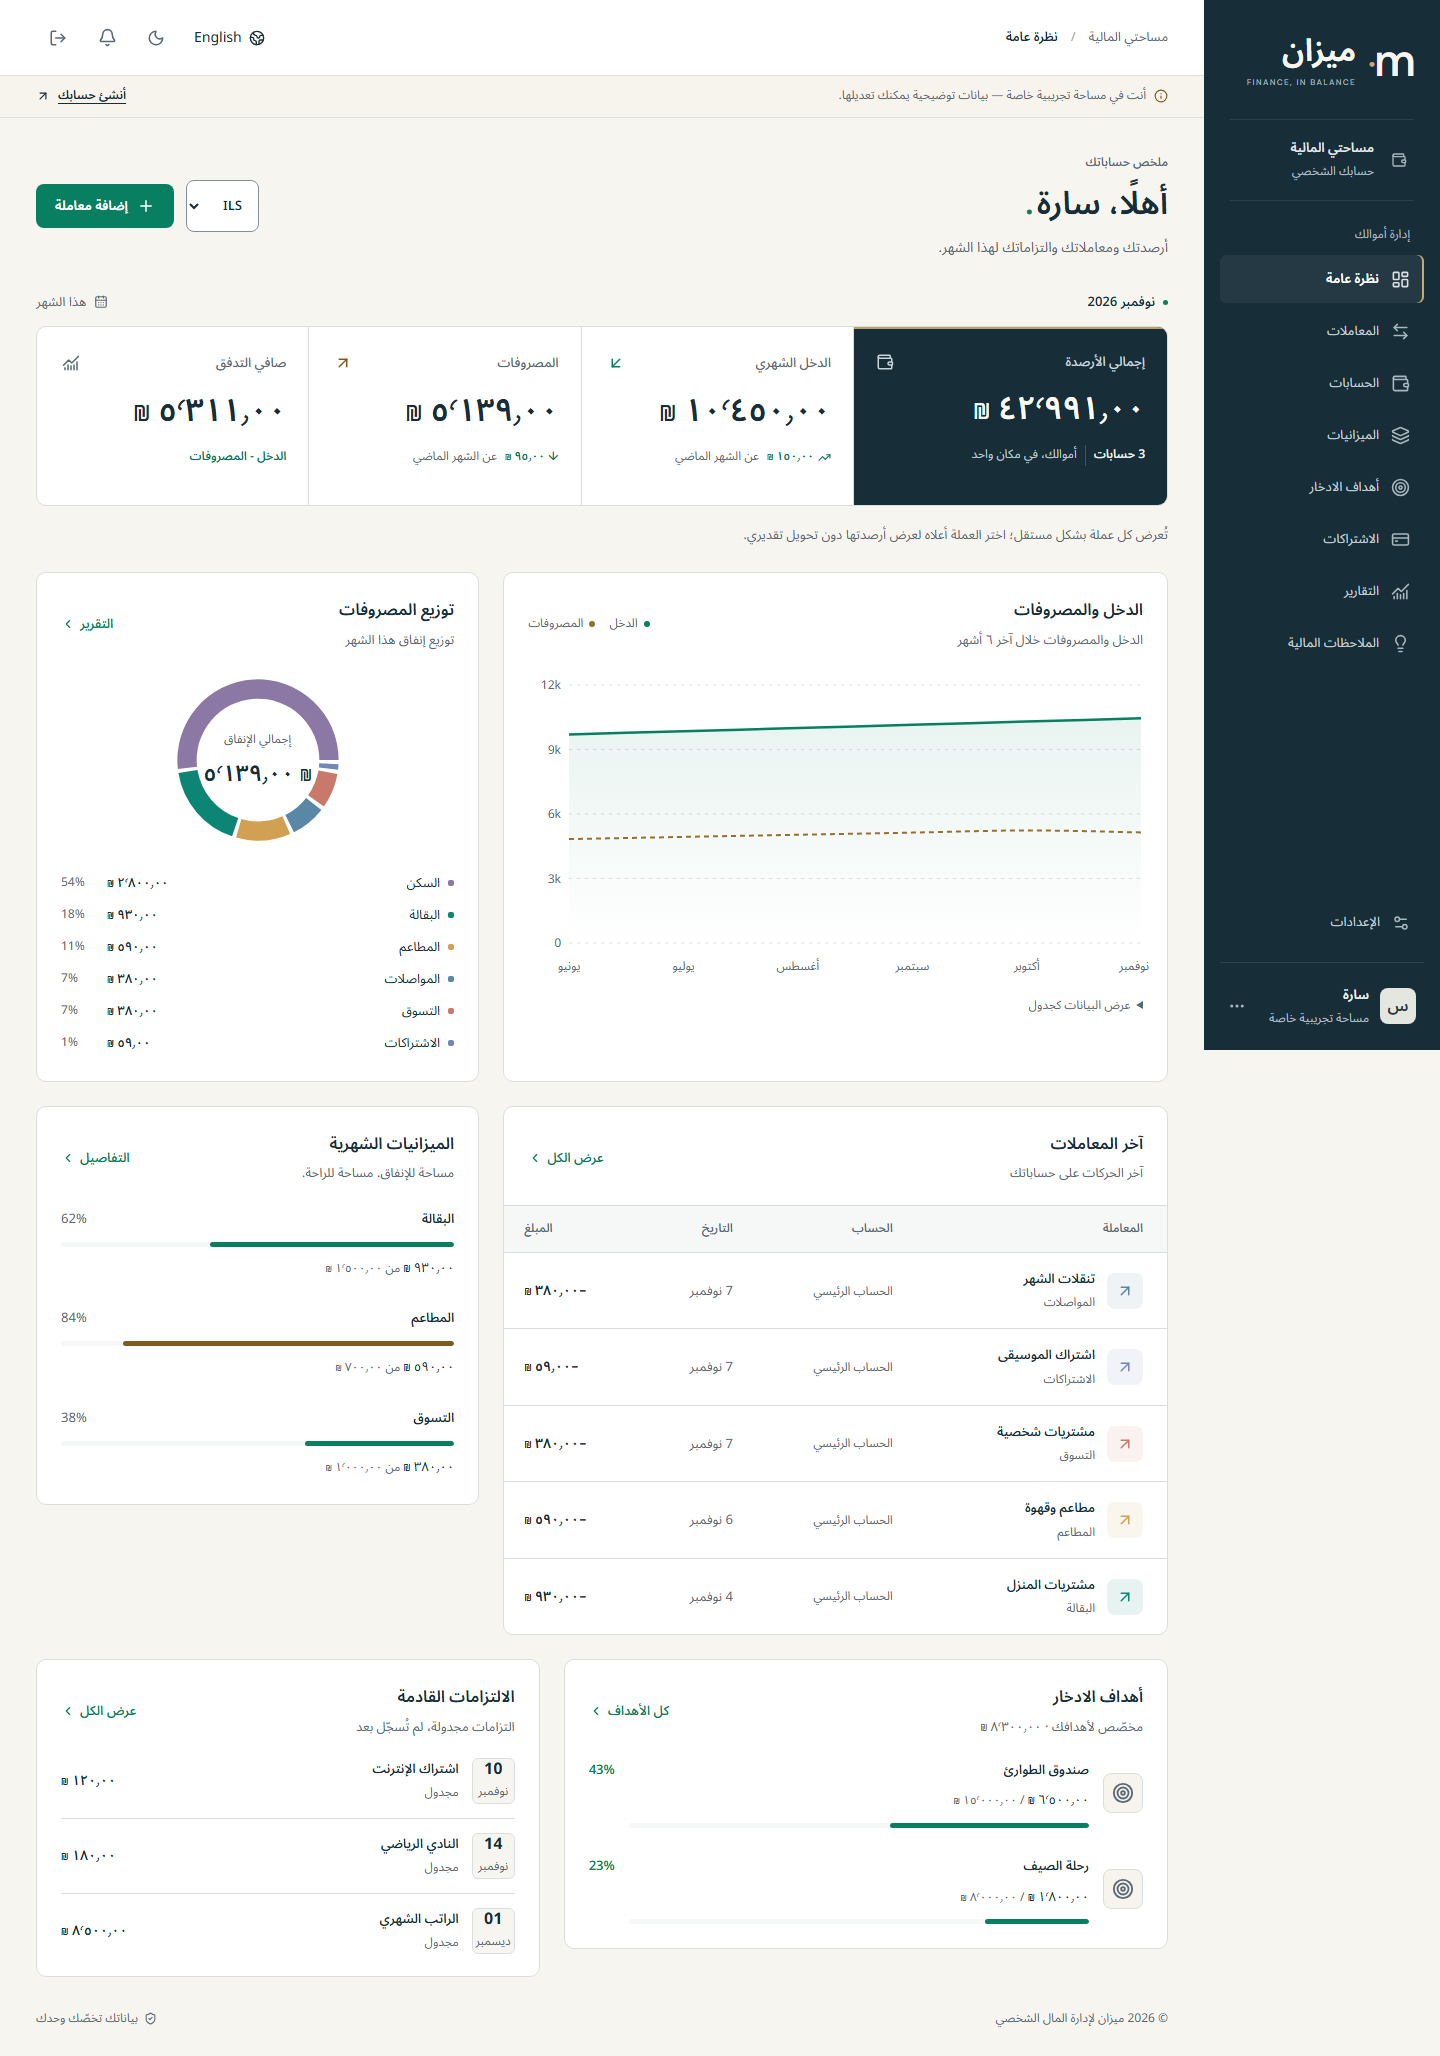 m.
ميزان
FINANCE, IN BALANCE
مساحتي المالية
حسابك الشخصي
إدارة أموالك
نظرة عامة
المعاملات
الحسابات
الميزانيات
أهداف الادخار
الاشتراكات
التقارير
الملاحظات المالية
الإعدادات
س
سارة
مساحة تجريبية خاصة
مساحتي المالية / نظرة عامة
English
أنت في مساحة تجريبية خاصة — بيانات توضيحية يمكنك تعديلها.
أنشئ حسابك
ملخص حساباتك
أهلًا، سارة.
أرصدتك ومعاملاتك والتزاماتك لهذا الشهر.
ILS
إضافة معاملة
نوفمبر 2026
هذا الشهر
إجمالي الأرصدة
٤٢٬٩٩١٫٠٠ ₪
3 حسابات
أموالك، في مكان واحد
الدخل الشهري
١٠٬٤٥٠٫٠٠ ₪
١٥٠٫٠٠ ₪ عن الشهر الماضي
المصروفات
٥٬١٣٩٫٠٠ ₪
٩٥٫٠٠ ₪ عن الشهر الماضي
صافي التدفق
٥٬٣١١٫٠٠ ₪
الدخل - المصروفات
تُعرض كل عملة بشكل مستقل؛ اختر العملة أعلاه لعرض أرصدتها دون تحويل تقديري.
الدخل والمصروفات
الدخل والمصروفات خلال آخر ٦ أشهر
الدخل
المصروفات
12k
9k
6k
3k
0
يونيو
يوليو
أغسطس
سبتمبر
أكتوبر
نوفمبر
عرض البيانات كجدول
توزيع المصروفات
توزيع إنفاق هذا الشهر
التقرير
إجمالي الإنفاق
₪ ٥٬١٣٩٫٠٠
السكن ٢٬٨٠٠٫٠٠ ₪ 54%
البقالة ٩٣٠٫٠٠ ₪ 18%
المطاعم ٥٩٠٫٠٠ ₪ 11%
المواصلات ٣٨٠٫٠٠ ₪ 7%
التسوق ٣٨٠٫٠٠ ₪ 7%
الاشتراكات ٥٩٫٠٠ ₪ 1%
آخر المعاملات
آخر الحركات على حساباتك
عرض الكل
المعاملة الحساب التاريخ المبلغ
تنقلات الشهر
المواصلات
الحساب الرئيسي
7 نوفمبر
−٣٨٠٫٠٠ ₪
اشتراك الموسيقى
الاشتراكات
الحساب الرئيسي
7 نوفمبر
−٥٩٫٠٠ ₪
مشتريات شخصية
التسوق
الحساب الرئيسي
7 نوفمبر
−٣٨٠٫٠٠ ₪
مطاعم وقهوة
المطاعم
الحساب الرئيسي
6 نوفمبر
−٥٩٠٫٠٠ ₪
مشتريات المنزل
البقالة
الحساب الرئيسي
4 نوفمبر
−٩٣٠٫٠٠ ₪
الميزانيات الشهرية
مساحة للإنفاق. مساحة للراحة.
التفاصيل
البقالة 62%
٩٣٠٫٠٠ ₪ من ١٬٥٠٠٫٠٠ ₪
المطاعم 84%
٥٩٠٫٠٠ ₪ من ٧٠٠٫٠٠ ₪
التسوق 38%
٣٨٠٫٠٠ ₪ من ١٬٠٠٠٫٠٠ ₪
أهداف الادخار
مخصّص لأهدافك · ٨٬٣٠٠٫٠٠ ₪
كل الأهداف
صندوق الطوارئ 43%
٦٬٥٠٠٫٠٠ ₪ / ١٥٬٠٠٠٫٠٠ ₪
رحلة الصيف 23%
١٬٨٠٠٫٠٠ ₪ / ٨٬٠٠٠٫٠٠ ₪
الالتزامات القادمة
التزامات مجدولة، لم تُسجّل بعد
عرض الكل
10
نوفمبر
اشتراك الإنترنت
مجدول
١٢٠٫٠٠ ₪
14
نوفمبر
النادي الرياضي
مجدول
١٨٠٫٠٠ ₪
01
ديسمبر
الراتب الشهري
مجدول
٨٬٥٠٠٫٠٠ ₪
© 2026 ميزان لإدارة المال الشخصي
بياناتك تخصّك وحدك